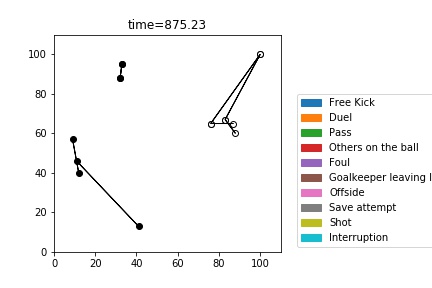 time=875.23
100
80
60
40
20
0
0 20 40 60 80 100
Free Kick
Duel
Pass
Others on the ball
Foul
Goalkeeper leaving l
Offside
Save attempt
Shot
Interruption